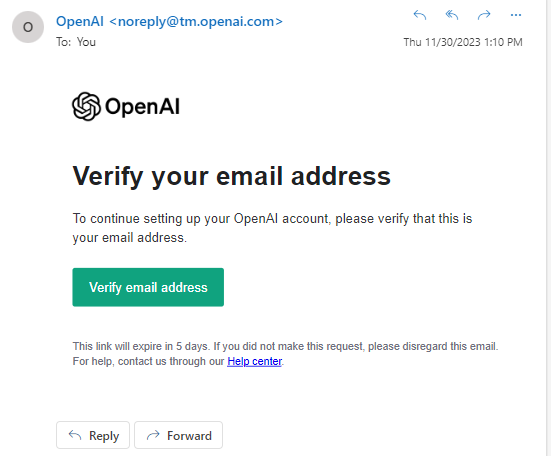 O
OpenAI <noreply@tm.openai.com>
To: You
Thu 11/30/2023 1:10 PM
OpenAI
Verify your email address
To continue setting up your OpenAI account, please verify that this is
your email address.
Verify email address
This link will expire in 5 days. If you did not make this request, please disregard this email.
For help, contact us through our Help center.
Reply Forward